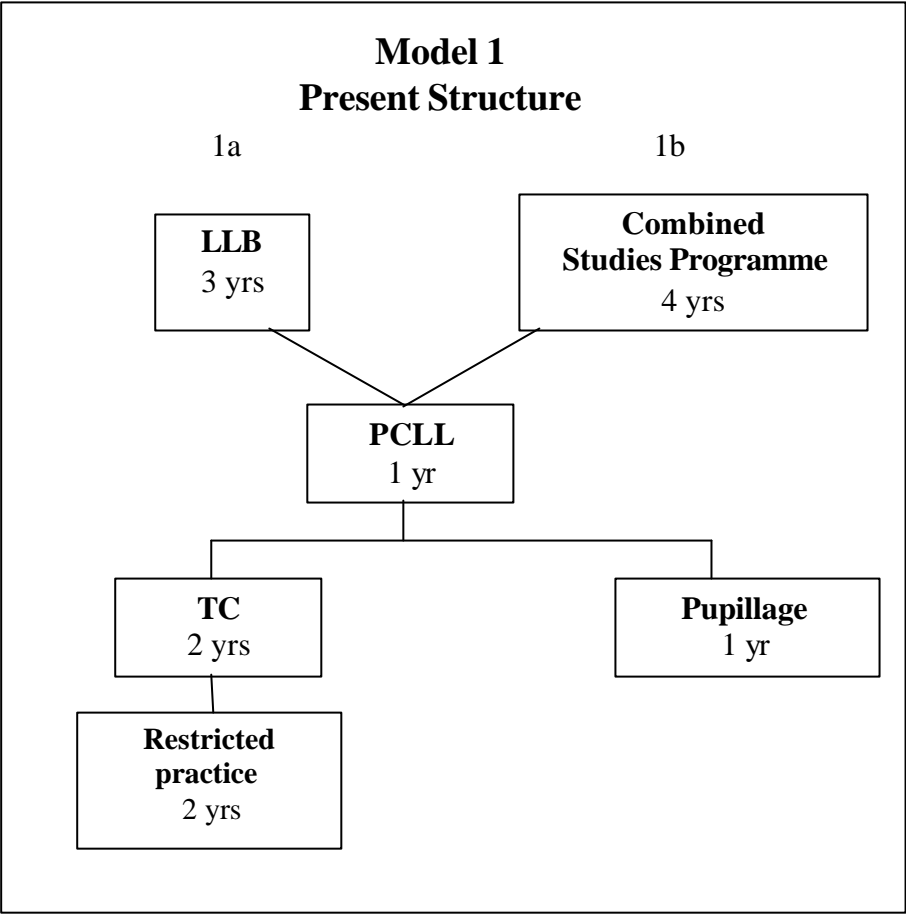 Model 1
Present Structure
1a
1b
LLB
3 yrs
Combined
Studies Programme
4 yrs
PCLL
1 yr
TC
2 yrs
Pupillage
1 yr
Restricted
practice
2 yrs